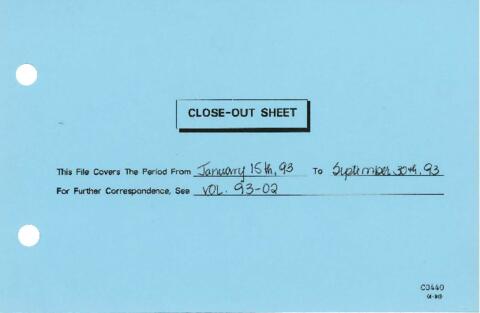 CLOSE-OUT SHEET
This File Covers The Period From January 15th, 93 To September 30th, 93
For Further Correspondence, See VOL. 93-02
C0440